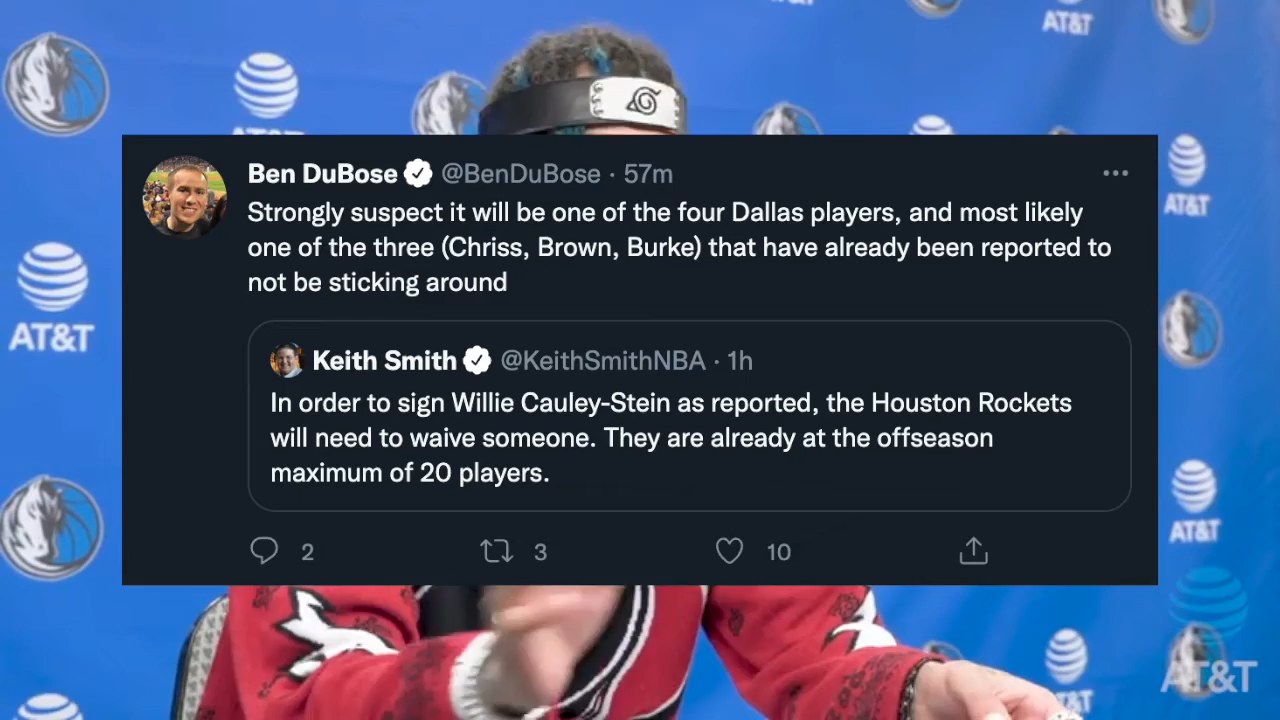 AT&T
AT&T
Ben DuBose @BenDuBose · 57m
Strongly suspect it will be one of the four Dallas players, and most likely
one of the three (Chriss, Brown, Burke) that have already been reported to
not be sticking around
AT&T
Keith Smith @KeithSmithNBA · 1h
In order to sign Willie Cauley-Stein as reported, the Houston Rockets
will need to waive someone. They are already at the offseason
maximum of 20 players.
AT&T
AT&T
2 3 10
AT&T
AT&T